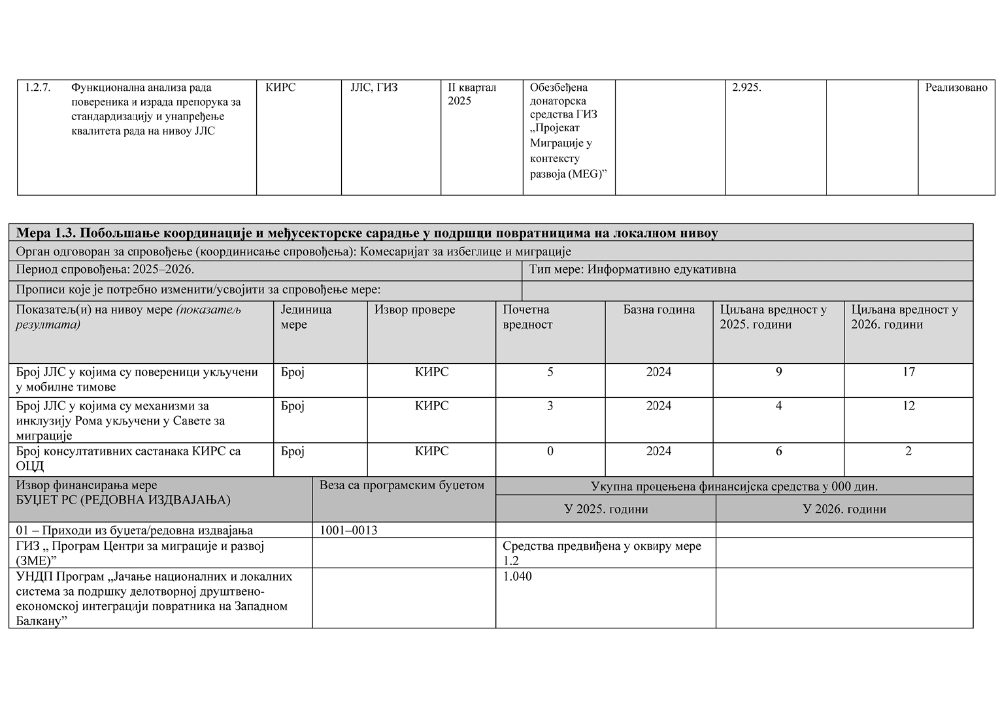 1.2.7. Функционална анализа рада
повереника и израда препорука за
стандардизацију и унапређење
квалитета рада на нивоу ЈЛС
КИРС
ЈЛС, ГИЗ
II квартал
2025
Обезбеђена
донаторска
средства ГИЗ
„Пројекат
Миграције у
контексту
развоја (MEG)”
2.925.
Реализовано
Мера 1.3. Побољшање координације и међусекторске сарадње у подршци повратницима на локалном нивоу
Орган одговоран за спровођење (координисање спровођења): Комесаријат за избеглице и миграције
Период спровођења: 2025–2026.
Тип мере: Информативно едукативна
Прописи које је потребно изменити/усвојити за спровођење мере:
Показатељ(и) на нивоу мере (показатељ
резултата)
Јединица
мере
Извор провере
Почетна
вредност
Базна година
Циљана вредност у
2025. години
Циљана вредност у
2026. години
Број ЈЛС у којима су повереници укључени
у мобилне тимове
Број
КИРС
5
2024
9
17
Број ЈЛС у којима су механизми за
инклузију Рома укључени у Савете за
миграције
Број
КИРС
3
2024
4
12
Број консултативних састанака КИРС са
ОЦД
Број
КИРС
0
2024
6
2
Извор финансирања мере
БУЏЕТ РС (РЕДОВНА ИЗДВАЈАЊА)
Веза са програмским буџетом
Укупна процењена финансијска средства у 000 дин.
У 2025. години
У 2026. години
01 – Приходи из буџета/редовна издвајања
1001–0013
ГИЗ „ Програм Центри за миграције и развој
(ЗМЕ)”
Средства предвиђена у оквиру мере
1.2
УНДП Програм „Јачање националних и локалних
система за подршку делотворној друштвено-
економској интеграцији повратника на Западном
Балкану”
1.040